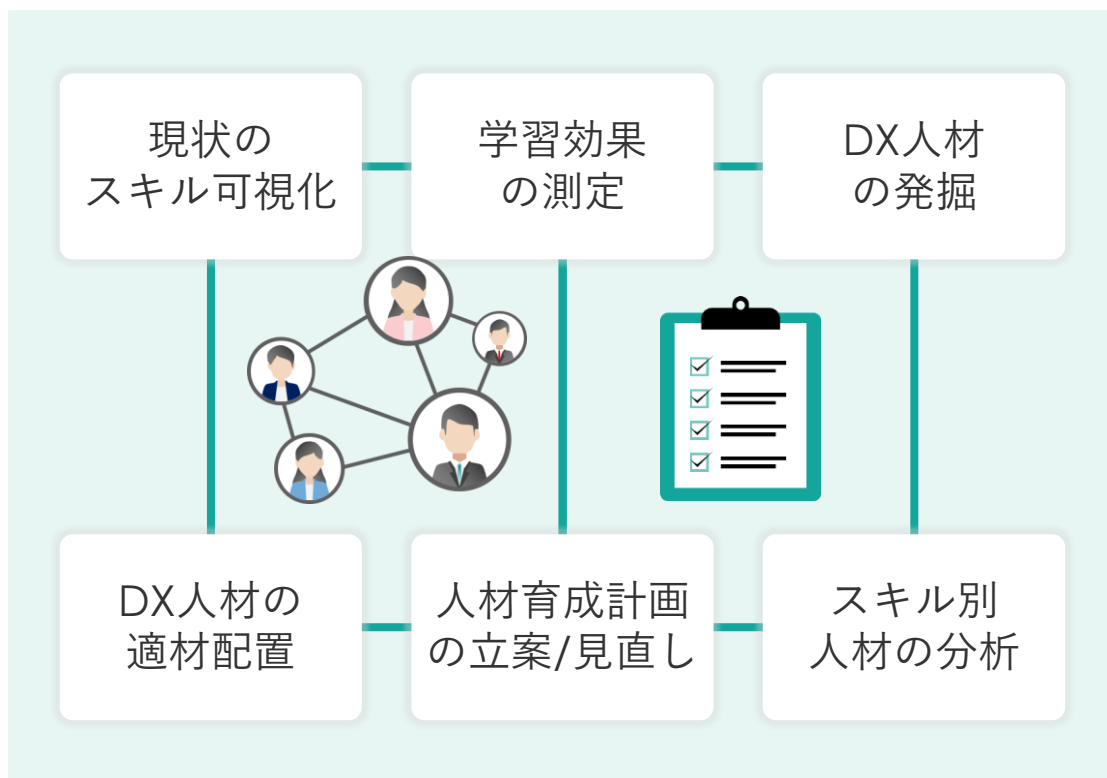 現状の
スキル可視化
学習効果
の測定
DX人材
の発掘
DX人材の
適材配置
人材育成計画
の立案/見直し
スキル別
人材の分析